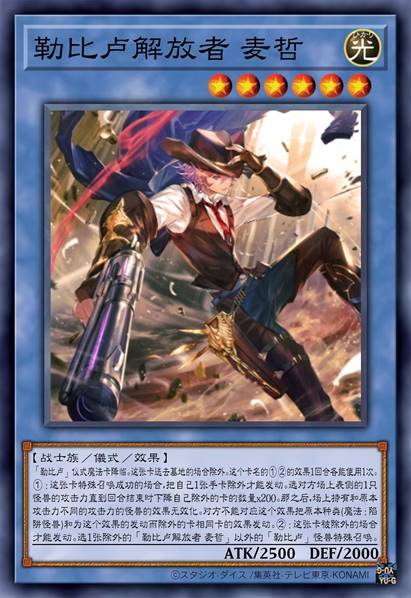 勒比卢解放者 麦哲
光
【战士族／仪式／效果】
「勒比卢」仪式魔法卡降临。这张卡送去墓地的场合除外。这个卡名的①②的效果1回合各能使用1次。
①:这张卡特殊召唤成功的场合,把自己1张手卡除外才能发动。选对方场上表侧的1只
怪兽的攻击力直到回合结束时下降自己除外的卡的数量x200。那之后,场上持有和原本
攻击力不同的攻击力的怪兽的效果无效化。对方不能对应这个效果把原本种类(魔法;陷
阱怪兽)和为这个效果的发动而除外的卡相同的卡的效果发动。②:这张卡被除外的场合
才能发动。选1张除外的「勒比卢解放者 麦哲」以外的「勒比卢」怪兽特殊召唤。
ATK/2500 DEF/2000
©スタジオ・ダイス /集英社・テレビ東京・KONAMI